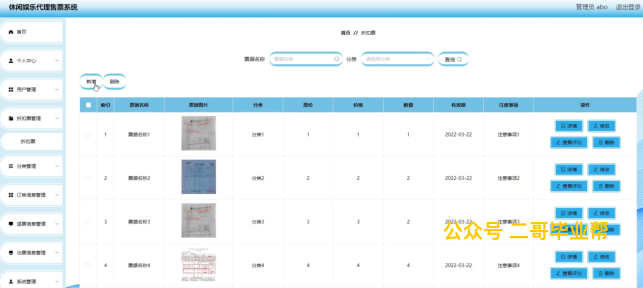 休闲娱乐代理售票系统 管理员 abo 退出登录
首页
个人中心
用户管理
折扣票管理
折扣票
分类管理
订单信息管理
退票信息管理
出票信息管理
系统管理
首页 // 折扣票
票据名称 票据名称 分类 请选择分类 查询
新增 删除
索引 票据名称 票据图片 分类 原价 价格 数量 有效期 注意事项 操作
1 票据名称1 分类1 1 1 1 2022-03-22 注意事项1 详情 修改 查看评论 删除
2 票据名称2 分类2 2 2 2 2022-03-22 注意事项2 详情 修改 查看评论 删除
3 票据名称3 分类3 3 3 2 2022-03-22 注意事项3 详情 修改
4 票据名称4 分类4 4 4 4 2022-03-22 注意事项4 详情 修改 查看评论 删除
公众号 二哥毕业帮